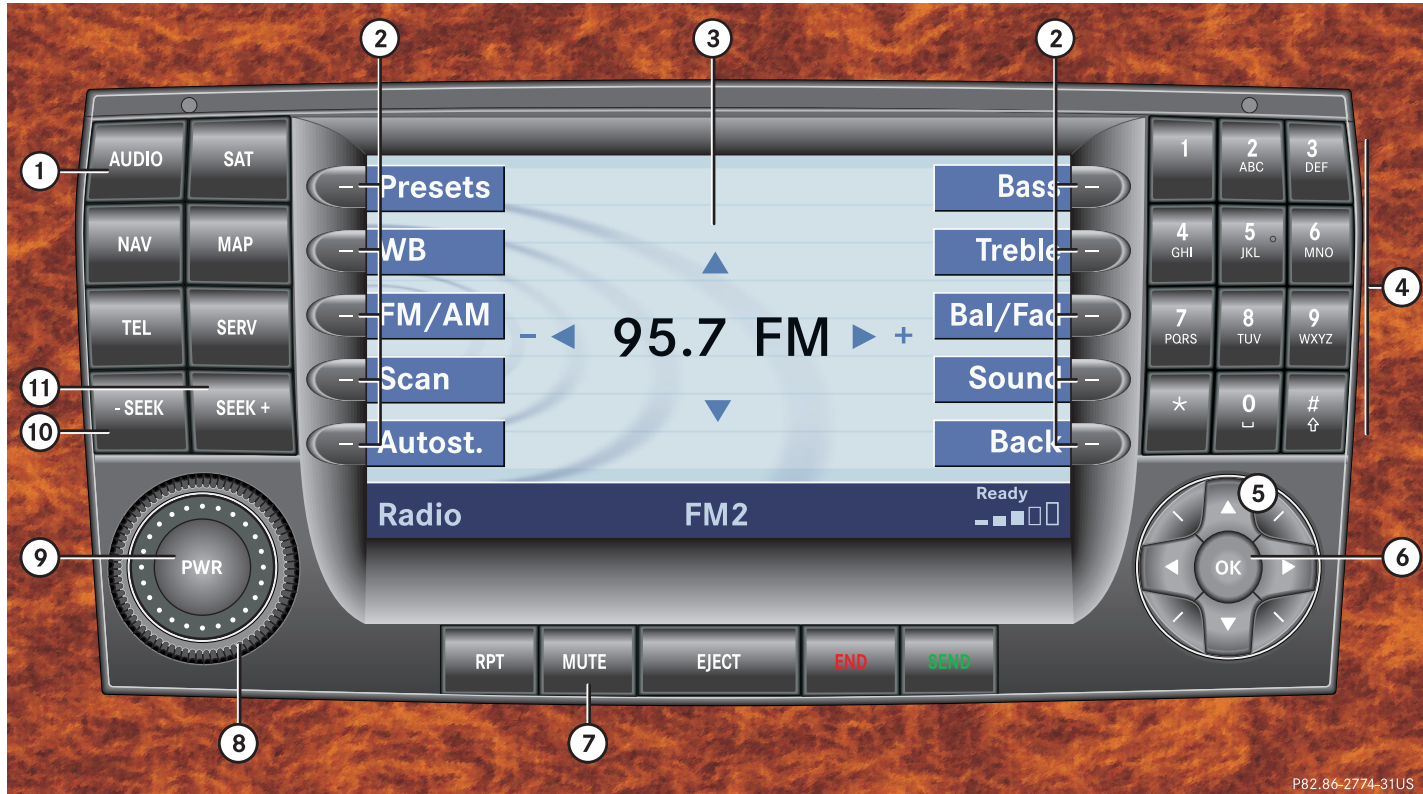 2 3 2
1 AUDIO SAT
NAV MAP
TEL SERV
11
- SEEK SEEK +
10
9 PWR
8
Presets
WB
FM/AM
Scan
Autost.
95.7 FM
- +
Bass
Treble
Bal/Fad
Sound
Back
Radio FM2 Ready
RPT MUTE EJECT END SEND
7
1 2 ABC 3 DEF
4 GHI 5 JKL 6 MNO
7 PQRS 8 TUV 9 WXYZ
* 0 #
4
5
OK 6
P82.86-2774-31US